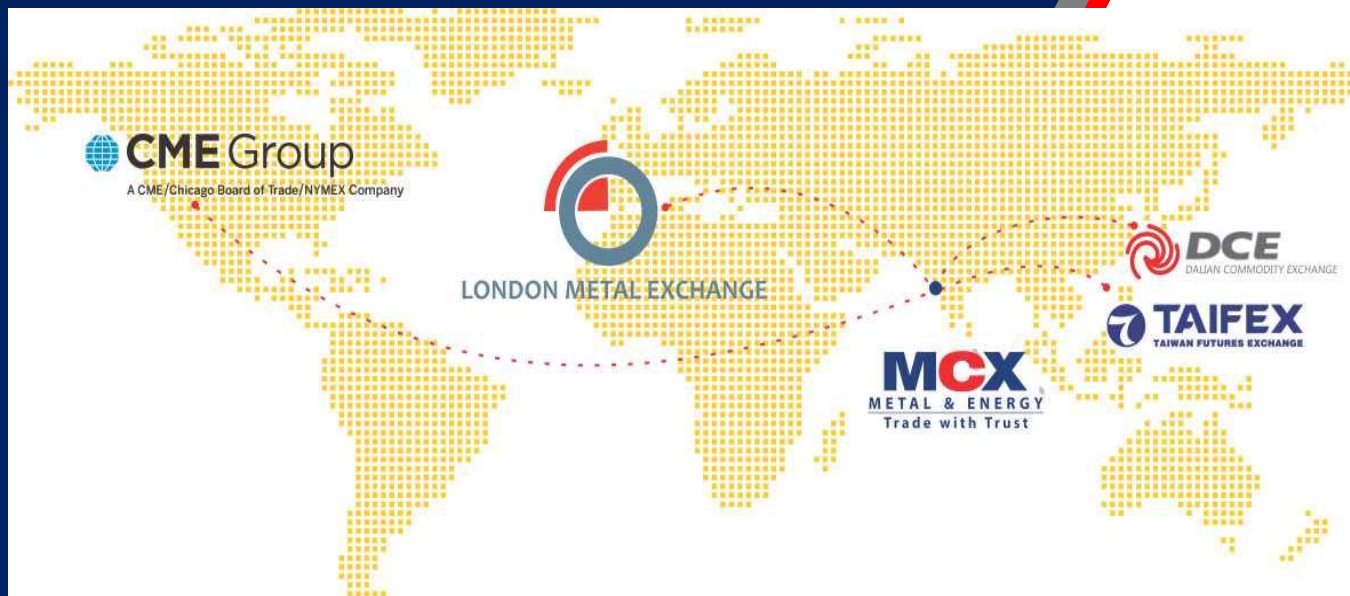 CME Group
A CME/Chicago Board of Trade/NYMEX Company
LONDON METAL EXCHANGE
DCE
DALIAN COMMODITY EXCHANGE
TAIFEX
TAIWAN FUTURES EXCHANGE
MCX
METAL & ENERGY
Trade with Trust